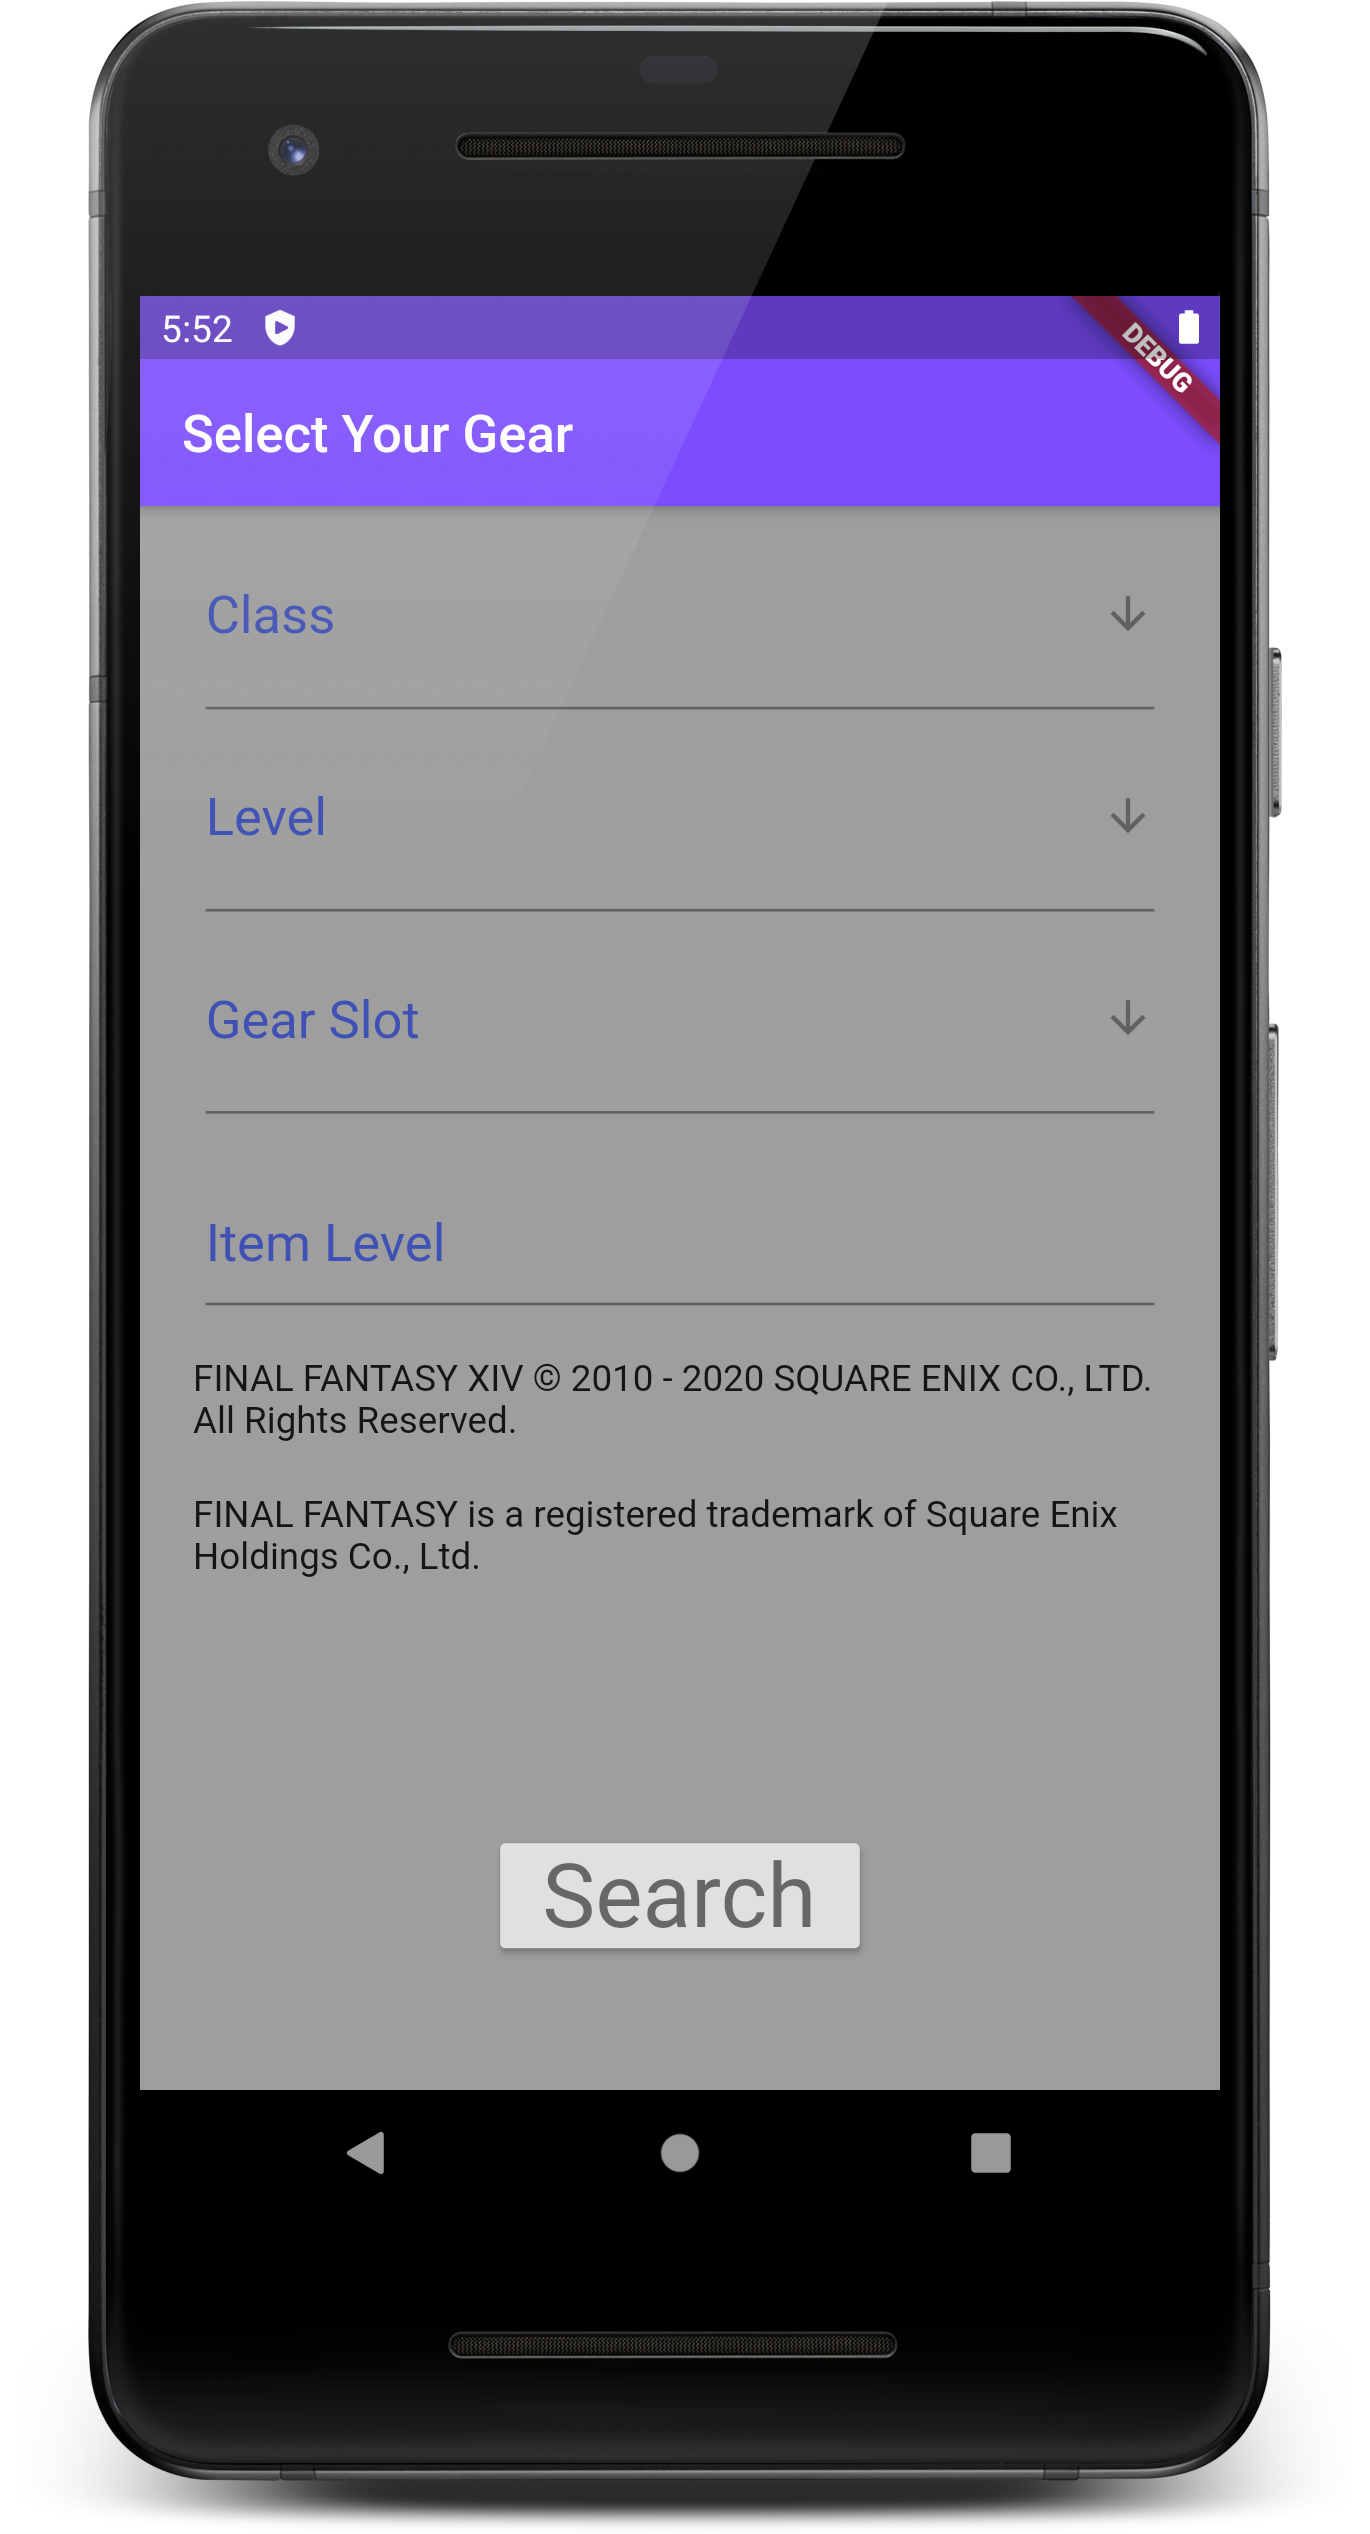 5:52
DEBUG
Select Your Gear
Class
Level
Gear Slot
Item Level
FINAL FANTASY XIV © 2010 - 2020 SQUARE ENIX CO., LTD.
All Rights Reserved.
FINAL FANTASY is a registered trademark of Square Enix
Holdings Co., Ltd.
Search